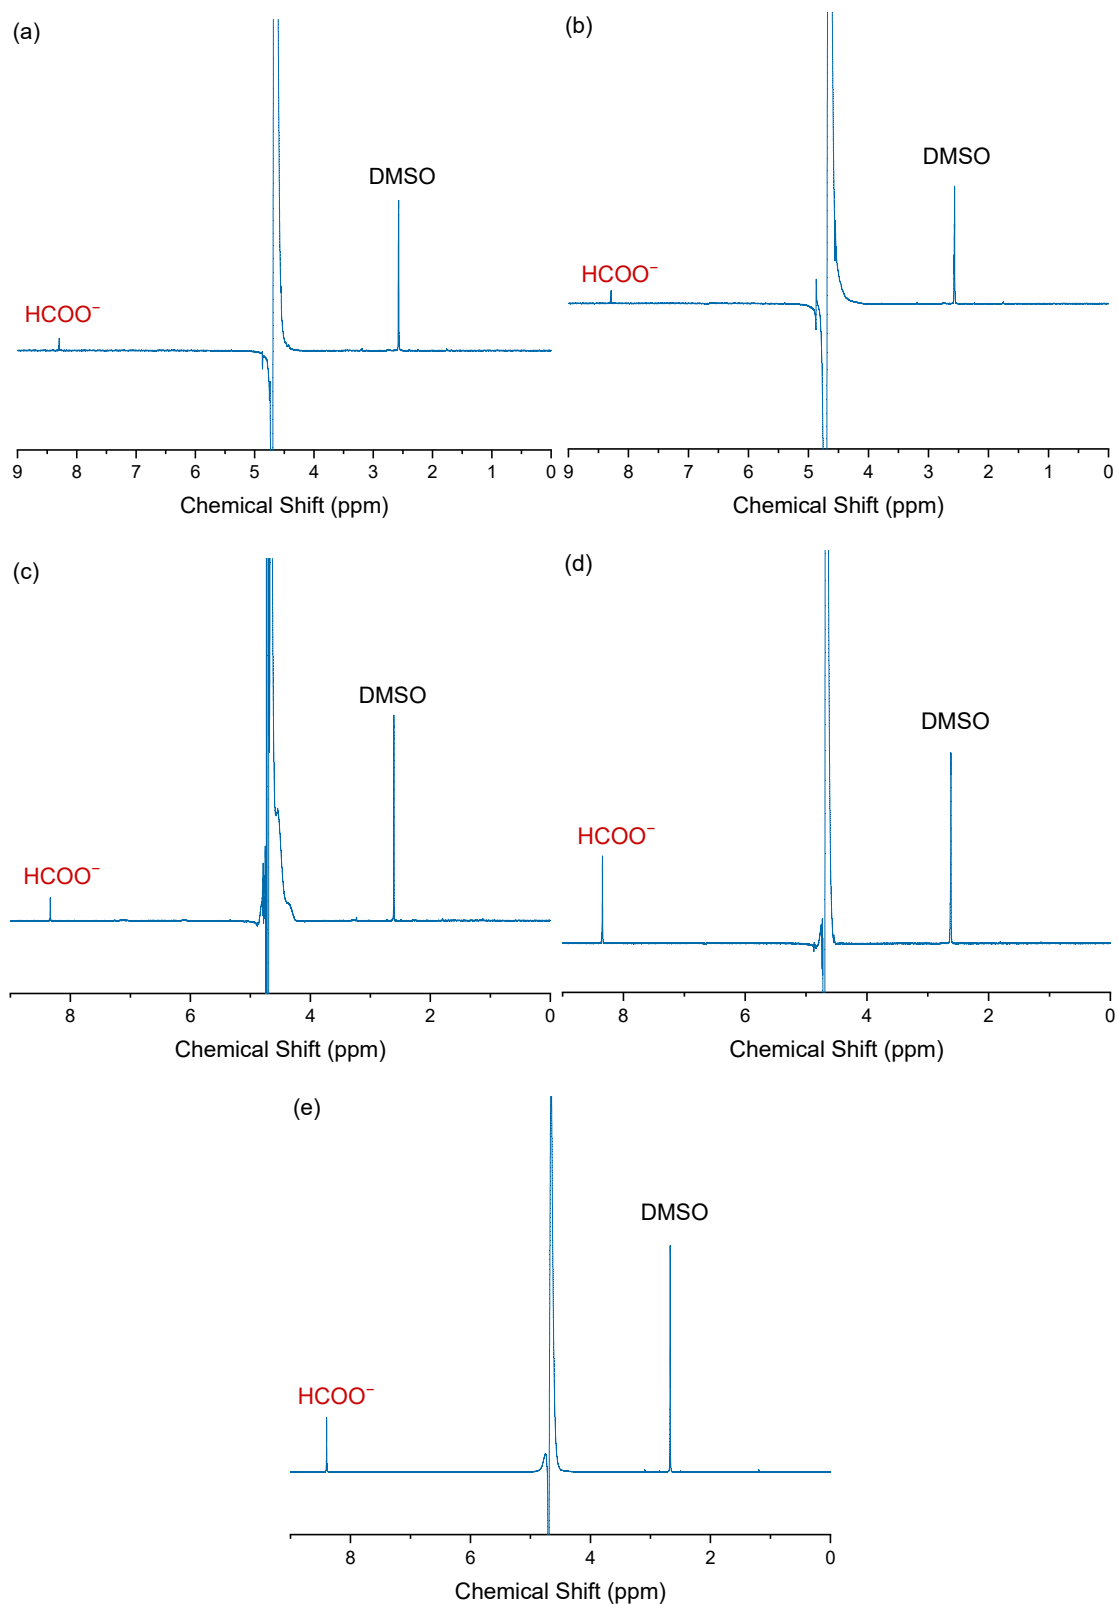 (a)
DMSO
HCOO⁻
9 8 7 6 5 4 3 2 1 0
Chemical Shift (ppm)
(b)
DMSO
HCOO⁻
9 8 7 6 5 4 3 2 1 0
Chemical Shift (ppm)
(c)
DMSO
HCOO⁻
8 6 4 2 0
Chemical Shift (ppm)
(d)
DMSO
HCOO⁻
8 6 4 2 0
Chemical Shift (ppm)
(e)
DMSO
HCOO⁻
8 6 4 2 0
Chemical Shift (ppm)